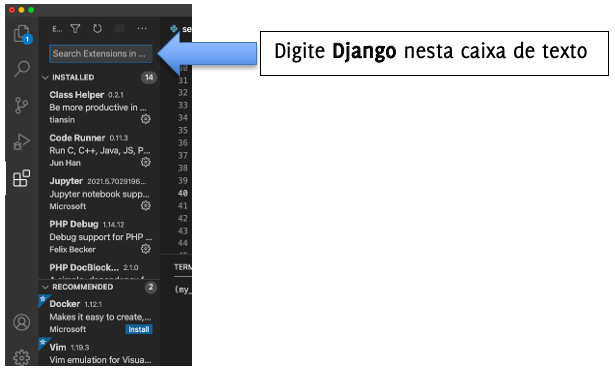 E...
se
1
Search Extensions in ...
Digite Django nesta caixa de texto
INSTALLED 14
Class Helper 0.2.1
Be more productive in ...
tiansin
Code Runner 0.11.3
Run C, C++, Java, JS, P...
Jun Han
Jupyter 2021.5.7029196...
Jupyter notebook supp...
Microsoft
PHP Debug 1.14.12
Debug support for PHP ...
Felix Becker
PHP DocBlock... 2.1.0
RECOMMENDED 2
Docker 1.12.1
Makes it easy to create,...
Microsoft Install
Vim 1.19.3
Vim emulation for Visua...
31
32
33
34
35
36
37
38
39
40
41
42
43
44
TERM
(my_